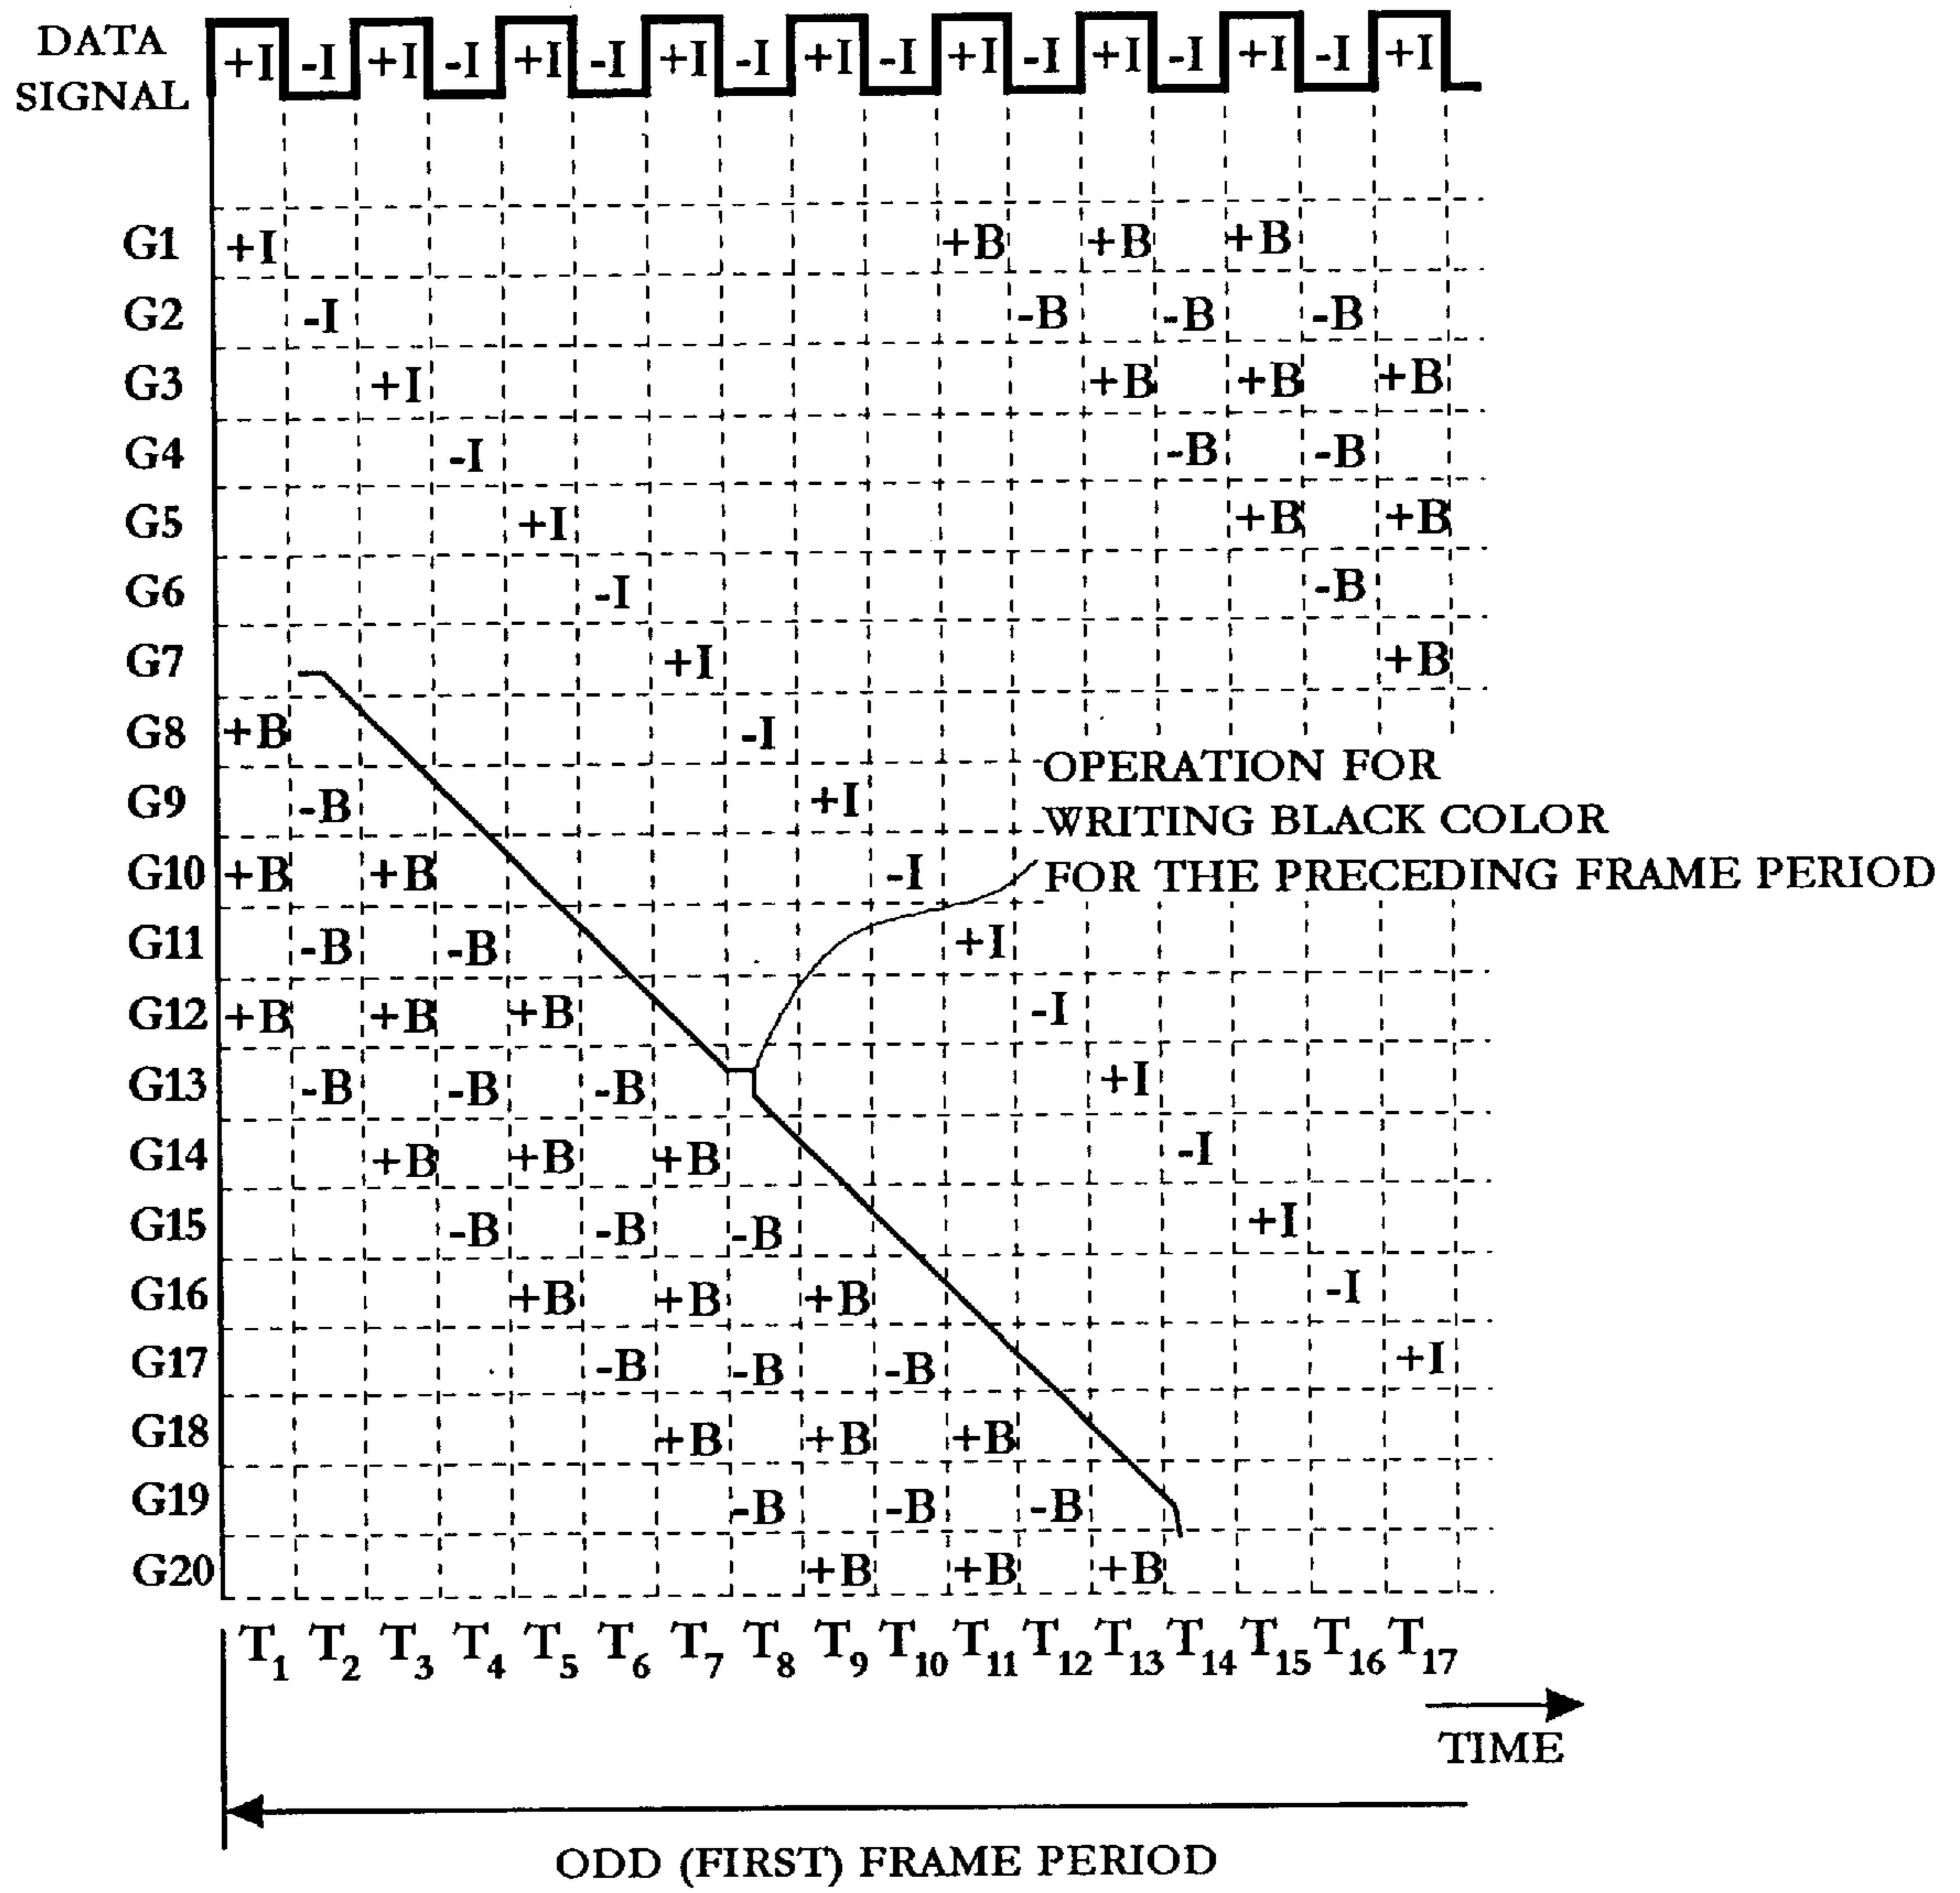 DATA SIGNAL +I -I +I -I +I -I +I -I +I -I +I -I +I -I +I -I +I
G1 +I +B +B +B
G2 -I -B -B -B
G3 +I +B +B +B
G4 -I -B -B
G5 +I +B +B
G6 -I -B
G7 +I +B
G8 +B -I
OPERATION FOR
G9 -B +I
WRITING BLACK COLOR
G10 +B +B -I FOR THE PRECEDING FRAME PERIOD
G11 -B -B +I
G12 +B +B +B -I
G13 -B -B -B +I
G14 +B +B +B -I
G15 -B -B -B +I
G16 +B +B +B -I
G17 -B -B -B +I
G18 +B +B +B
G19 -B -B -B
G20 +B +B +B
T1 T2 T3 T4 T5 T6 T7 T8 T9 T10 T11 T12 T13 T14 T15 T16 T17
TIME
ODD (FIRST) FRAME PERIOD